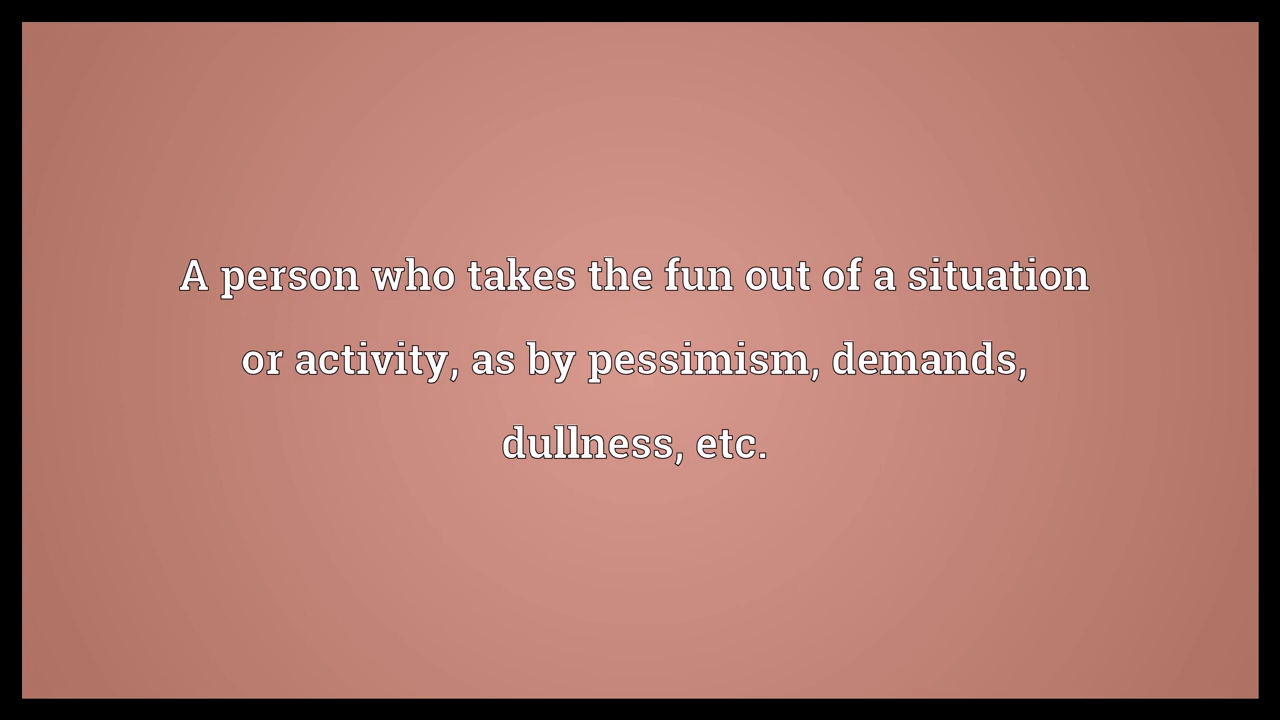 A person who takes the fun out of a situation
or activity, as by pessimism, demands,
dullness, etc.